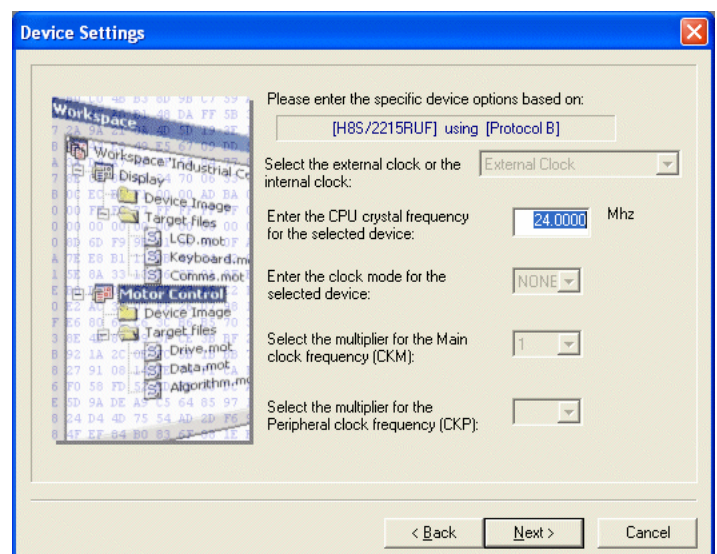 Device Settings
Please enter the specific device options based on:
[H8S/2215RUF] using [Protocol B]
Select the external clock or the
internal clock:
External Clock
Enter the CPU crystal frequency
for the selected device:
24.0000
Mhz
Enter the clock mode for the
selected device:
NONE
Select the multiplier for the Main
clock frequency (CKM):
1
Select the multiplier for the
Peripheral clock frequency (CKP):
Workspace
Workspace 'Industrial Ce
Display
Device Image
Target files
LCD.mot
Keyboard.m
Comms.mot
Motor Control
Device Image
Target files
Drive.mot
Data.mot
Algorithm.mo
< Back
Next >
Cancel